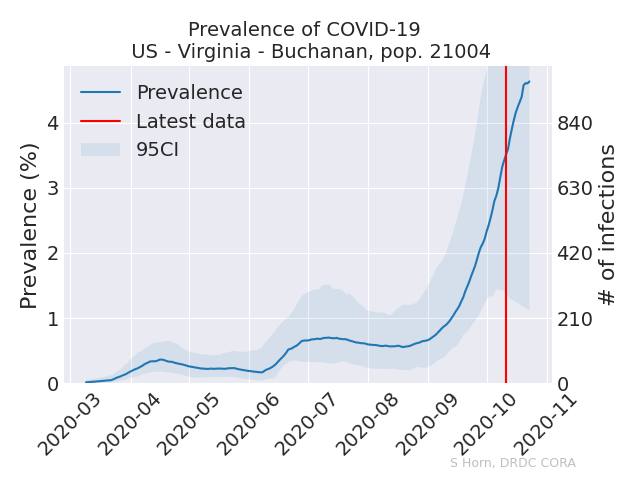 Prevalence of COVID-19
US - Virginia - Buchanan, pop. 21004
Prevalence
Latest data
95CI
Prevalence (%)
4
3
2
1
0
840
630
420
210
0
# of infections
2020-03
2020-04
2020-05
2020-06
2020-07
2020-08
2020-09
2020-10
2020-11
S Horn, DRDC CORA